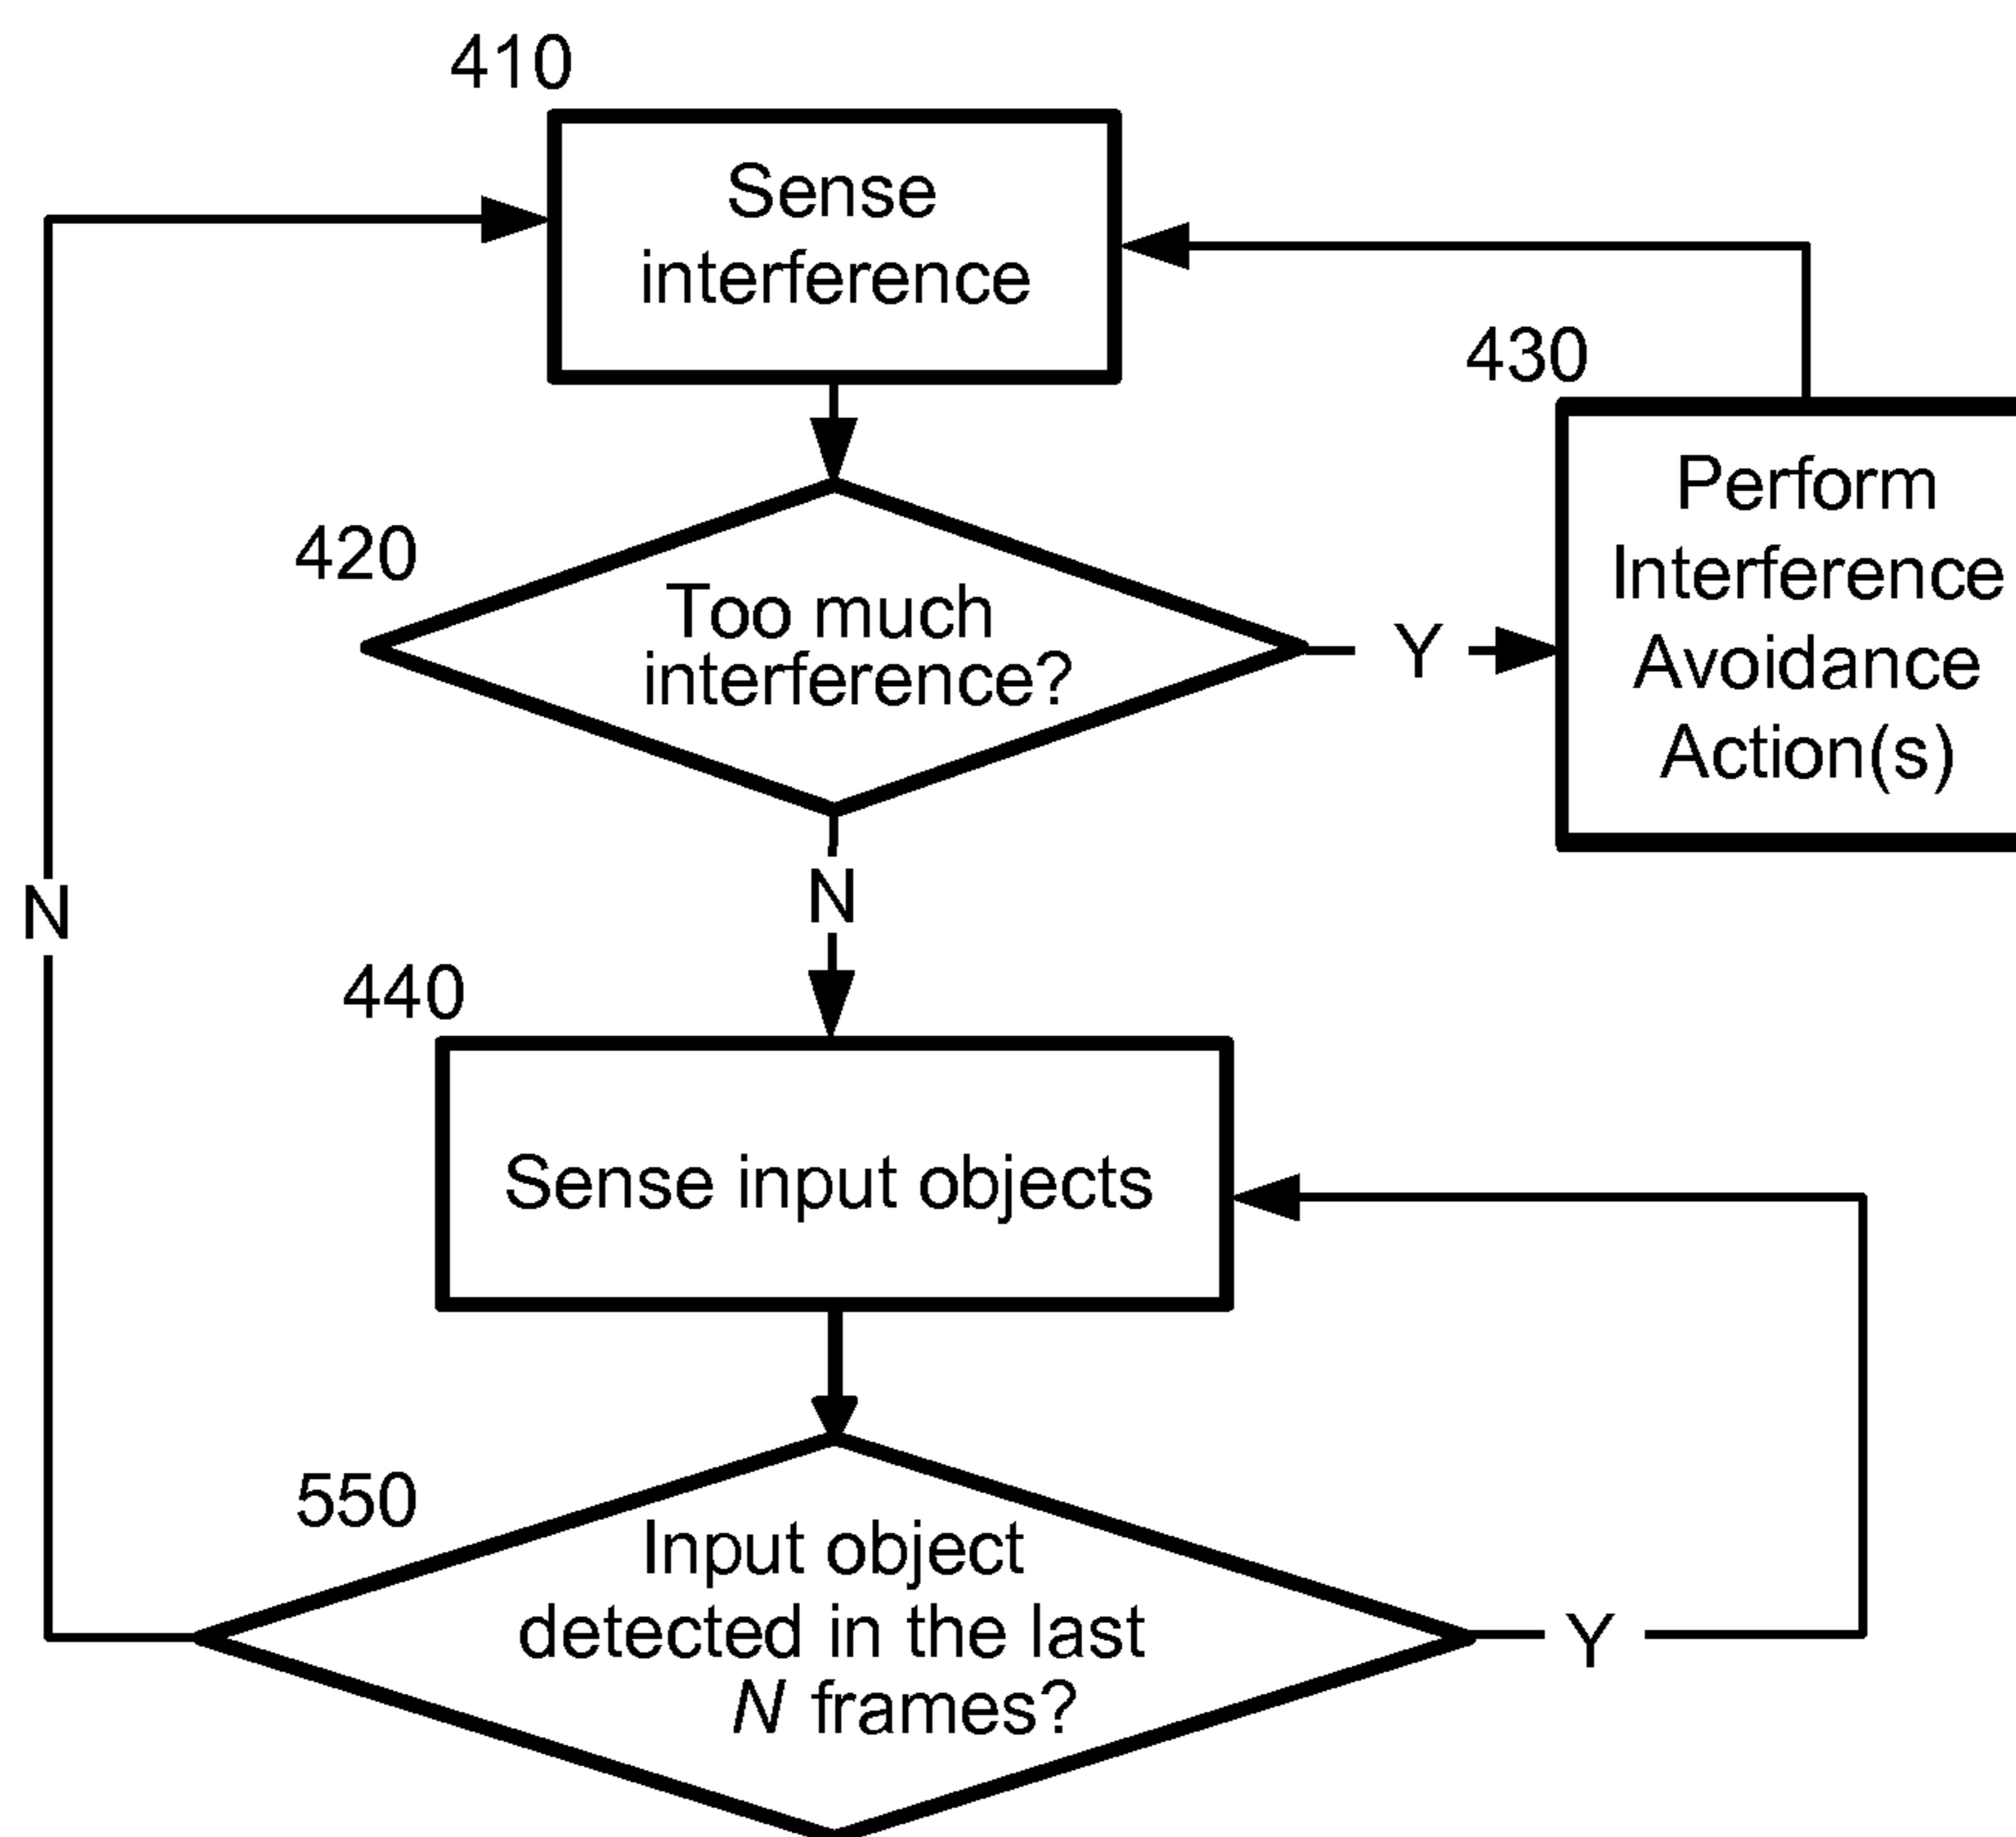 410
Sense
interference
430
Perform
Interference
Avoidance
Action(s)
420
Too much
interference?
Y
N
N
440
Sense input objects
550
Input object
detected in the last
N frames?
Y